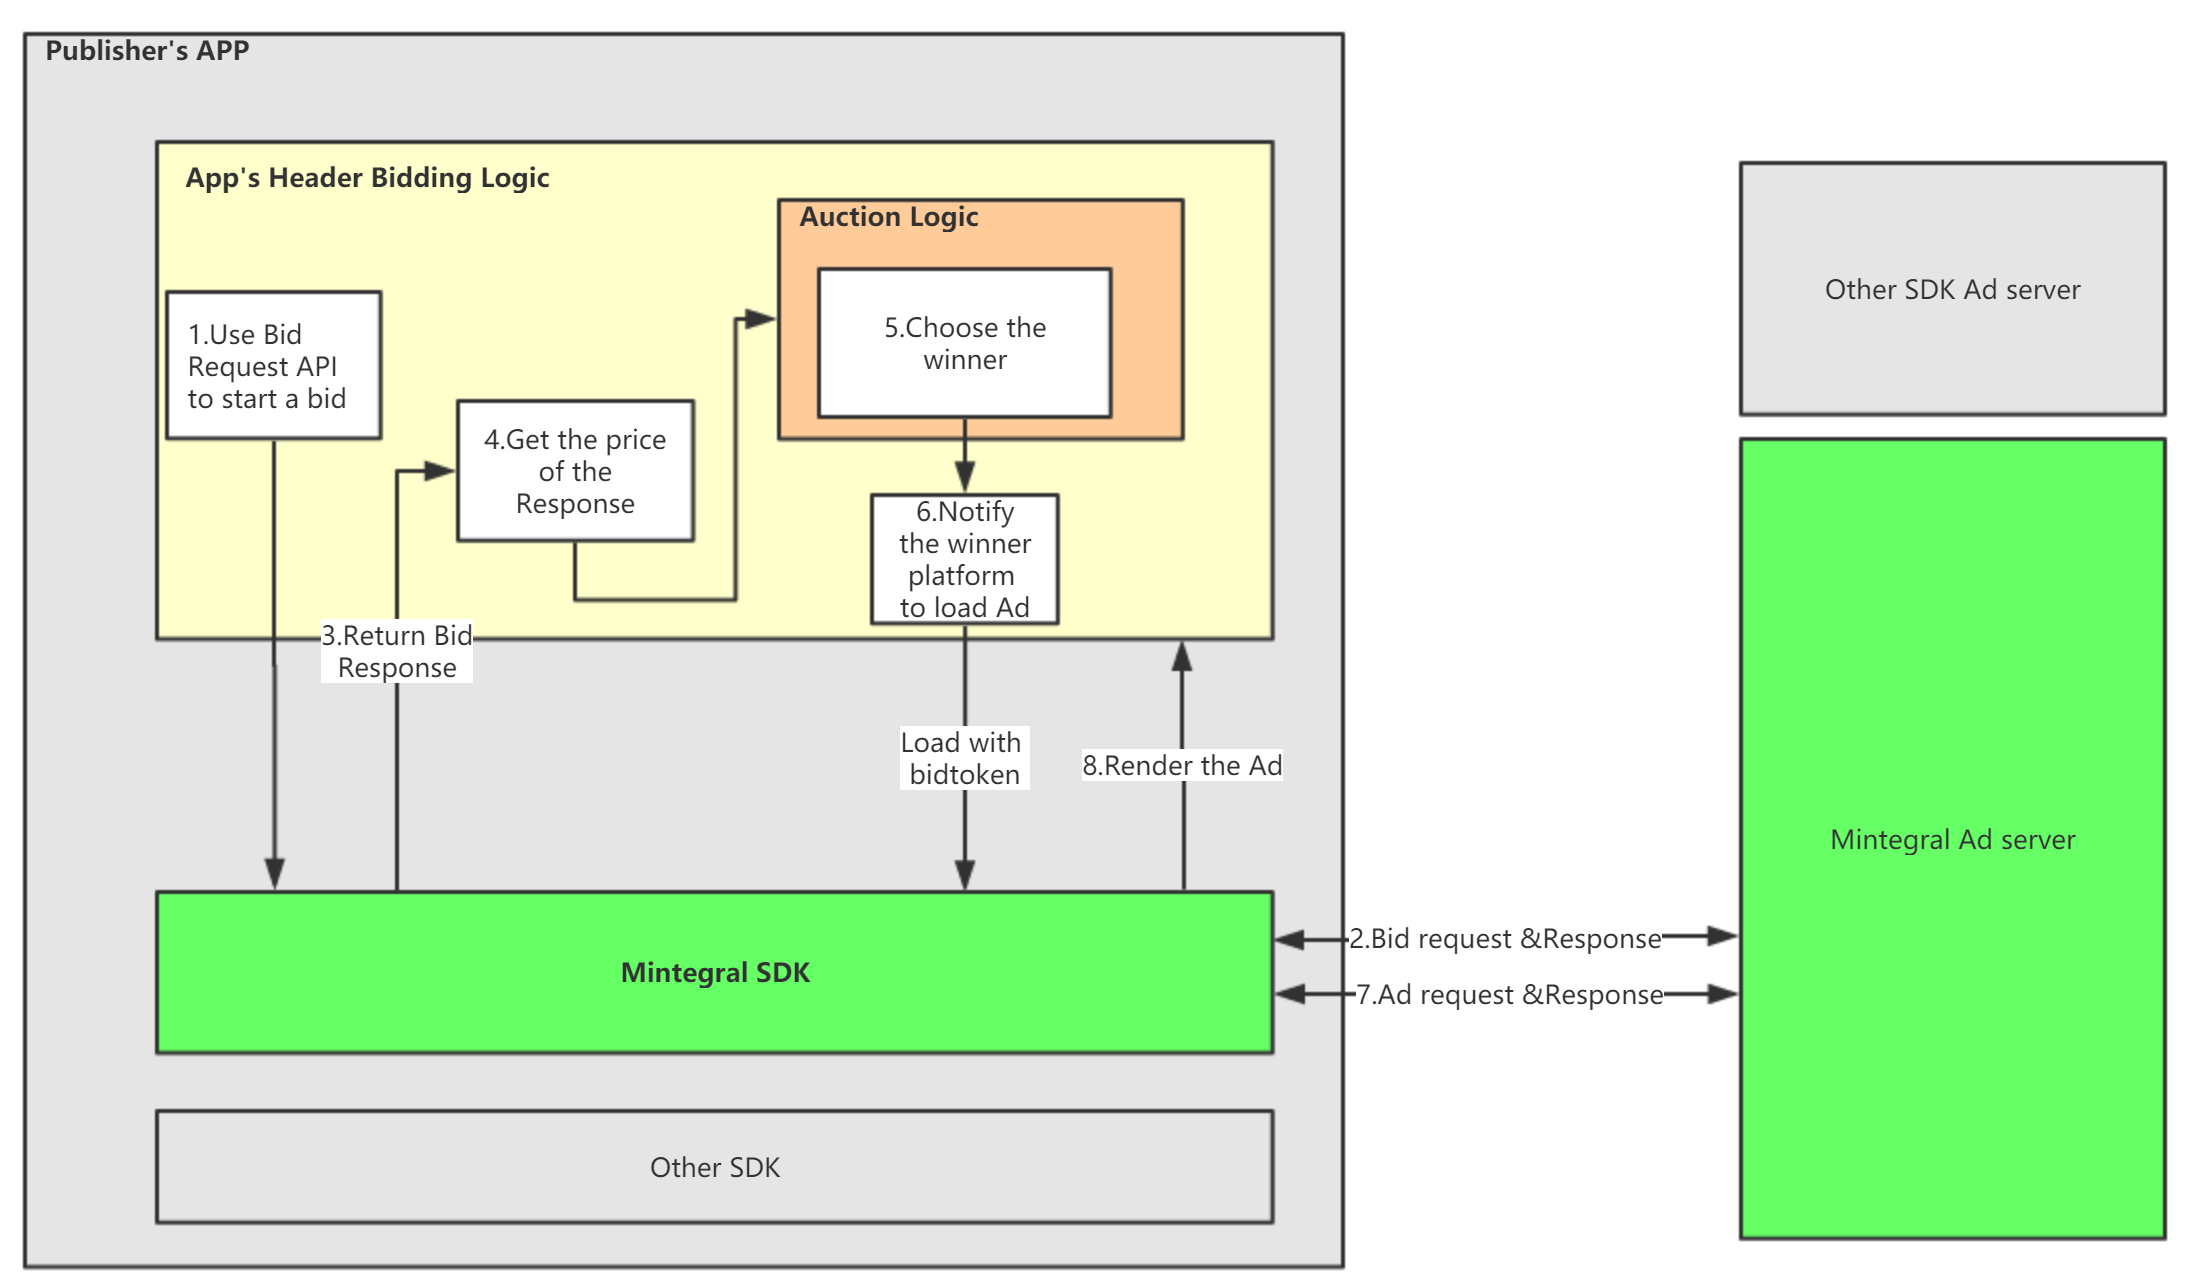 Publisher's APP
App's Header Bidding Logic
Auction Logic
1.Use Bid
Request API
to start a bid
4.Get the price
of the
Response
5.Choose the
winner
6.Notify
the winner
platform
to load Ad
3.Return Bid
Response
Load with
bidtoken
8.Render the Ad
Mintegral SDK
Other SDK
2.Bid request &Response
7.Ad request &Response
Other SDK Ad server
Mintegral Ad server